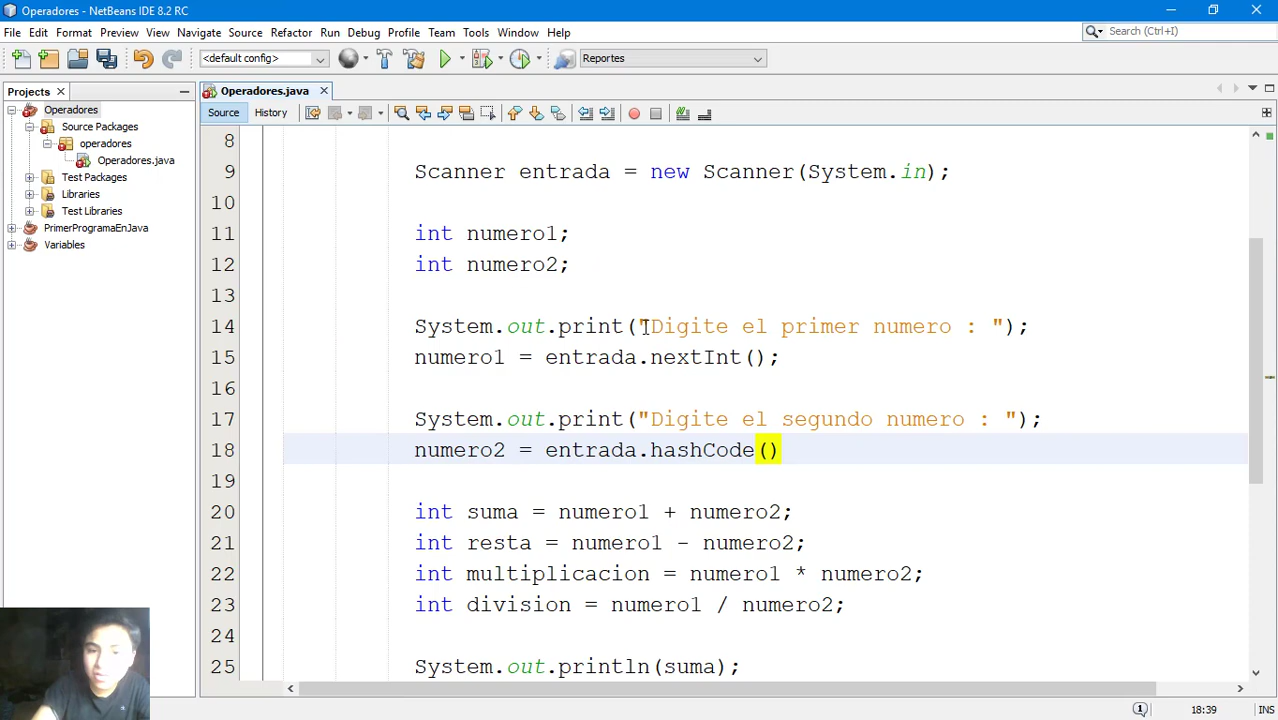 Operadores - NetBeans IDE 8.2 RC
File Edit Format Preview View Navigate Source Refactor Run Debug Profile Team Tools Window Help
Search (Ctrl+I)
<default config>
Reportes
Projects
Operadores
Source Packages
operadores
Operadores.java
Test Packages
Libraries
Test Libraries
PrimerProgramaEnJava
Variables
Operadores.java
Source History
8
9 Scanner entrada = new Scanner(System.in);
10
11 int numero1;
12 int numero2;
13
14 System.out.print("Digite el primer numero : ");
15 numero1 = entrada.nextInt();
16
17 System.out.print("Digite el segundo numero : ");
18 numero2 = entrada.hashCode()
19
20 int suma = numero1 + numero2;
21 int resta = numero1 - numero2;
22 int multiplicacion = numero1 * numero2;
23 int division = numero1 / numero2;
24
25 System.out.println(suma);
18:39 INS